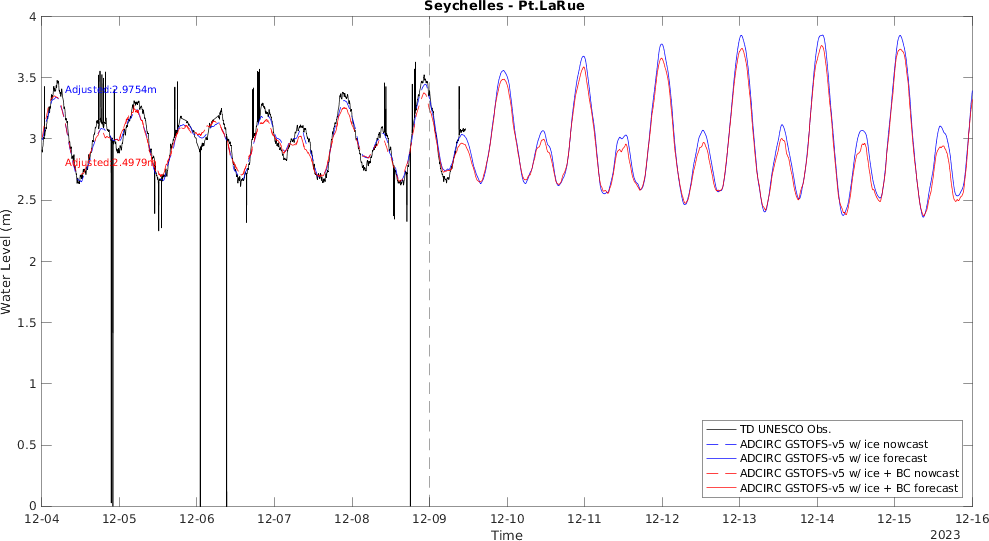 Seychelles - Pt.LaRue
4
3.5
3
2.5
2
1.5
1
0.5
0
Water Level (m)
Adjusted:2.9754m
Adjusted:2.4979m
TD UNESCO Obs.
ADCIRC GSTOFS-v5 w/ ice nowcast
ADCIRC GSTOFS-v5 w/ ice forecast
ADCIRC GSTOFS-v5 w/ ice + BC nowcast
ADCIRC GSTOFS-v5 w/ ice + BC forecast
12-04 12-05 12-06 12-07 12-08 12-09 12-10 12-11 12-12 12-13 12-14 12-15 12-16
Time
2023